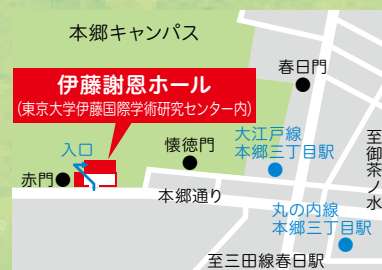 本郷キャンパス
春日門
伊藤謝恩ホール
(東京大学伊藤国際学術研究センター内)
入口
懐徳門
大江戸線
本郷三丁目駅
赤門
本郷通り
至御茶ノ水
丸の内線
本郷三丁目駅
至三田線春日駅